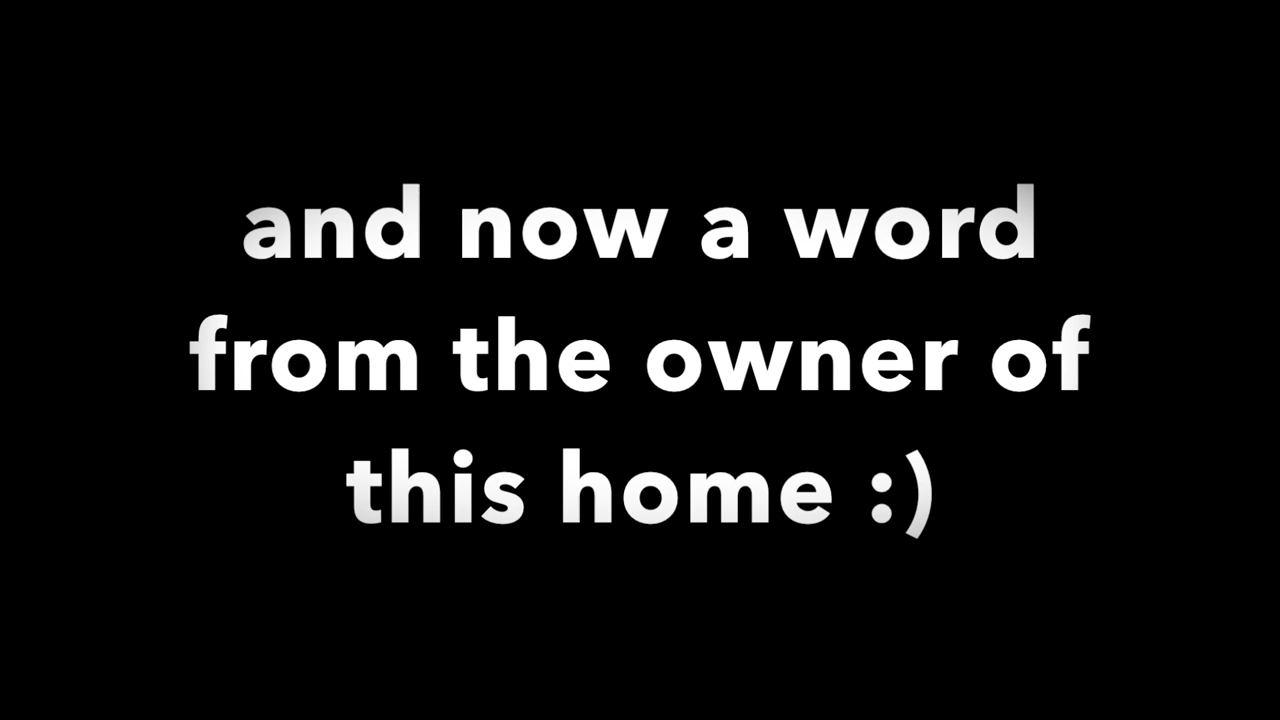 and now a word
from the owner of
this home :)